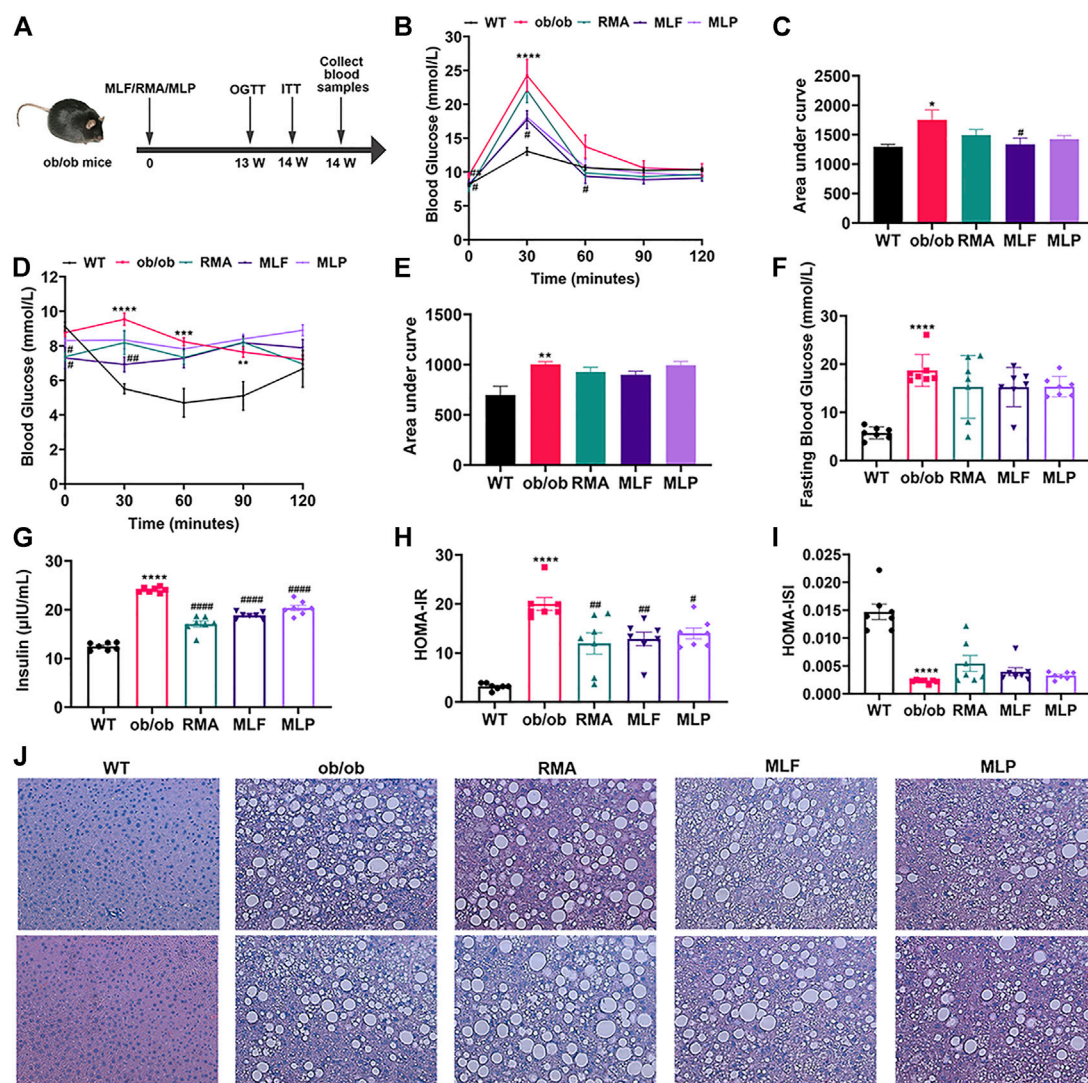 A
MLF/RMA/MLP
OGTT
ITT
Collect
blood
samples
ob/ob mice
0
13 W
14 W
14 W
B
WT
ob/ob
RMA
MLF
MLP
Blood Glucose (mmol/L)
30
25
20
15
10
5
0
****
##
#
#
#
0
30
60
90
120
Time (minutes)
C
Area under curve
2500
2000
1500
1000
500
0
*
#
WT
ob/ob
RMA
MLF
MLP
D
WT
ob/ob
RMA
MLF
MLP
Blood Glucose (mmol/L)
12
10
8
6
4
2
0
****
***
#
#
##
**
0
30
60
90
120
Time (minutes)
E
Area under curve
1500
1000
500
0
**
WT
ob/ob
RMA
MLF
MLP
F
Fasting Blood Glucose (mmol/L)
30
20
10
0
****
WT
ob/ob
RMA
MLF
MLP
G
Insulin (μIU/mL)
30
20
10
0
****
####
####
####
WT
ob/ob
RMA
MLF
MLP
H
HOMA-IR
30
20
10
0
****
##
##
#
WT
ob/ob
RMA
MLF
MLP
I
HOMA-ISI
0.025
0.020
0.015
0.010
0.005
0.000
****
WT
ob/ob
RMA
MLF
MLP
J
WT
ob/ob
RMA
MLF
MLP